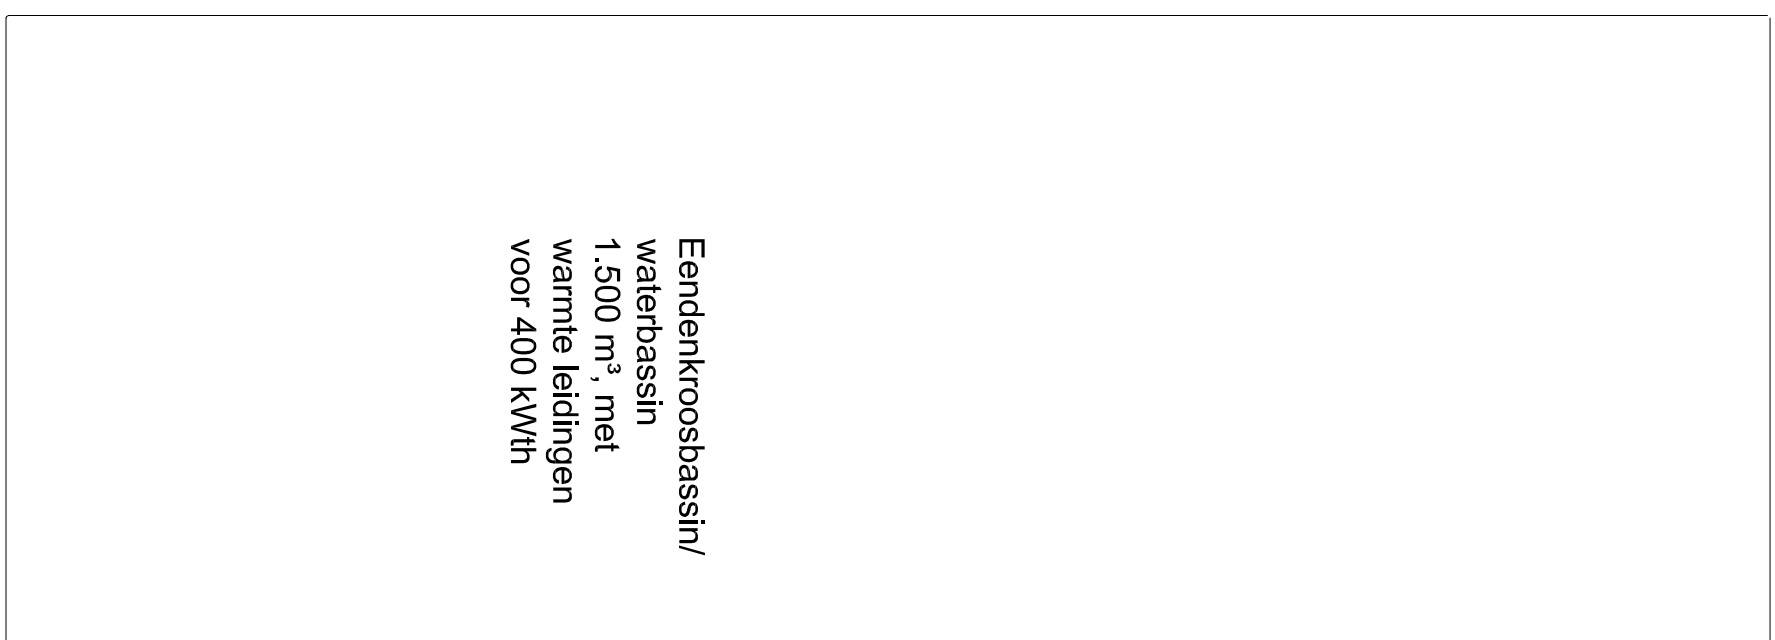 Eendenkroosbassin/
waterbassin
1.500 m³, met
warmte leidingen
voor 400 kWth